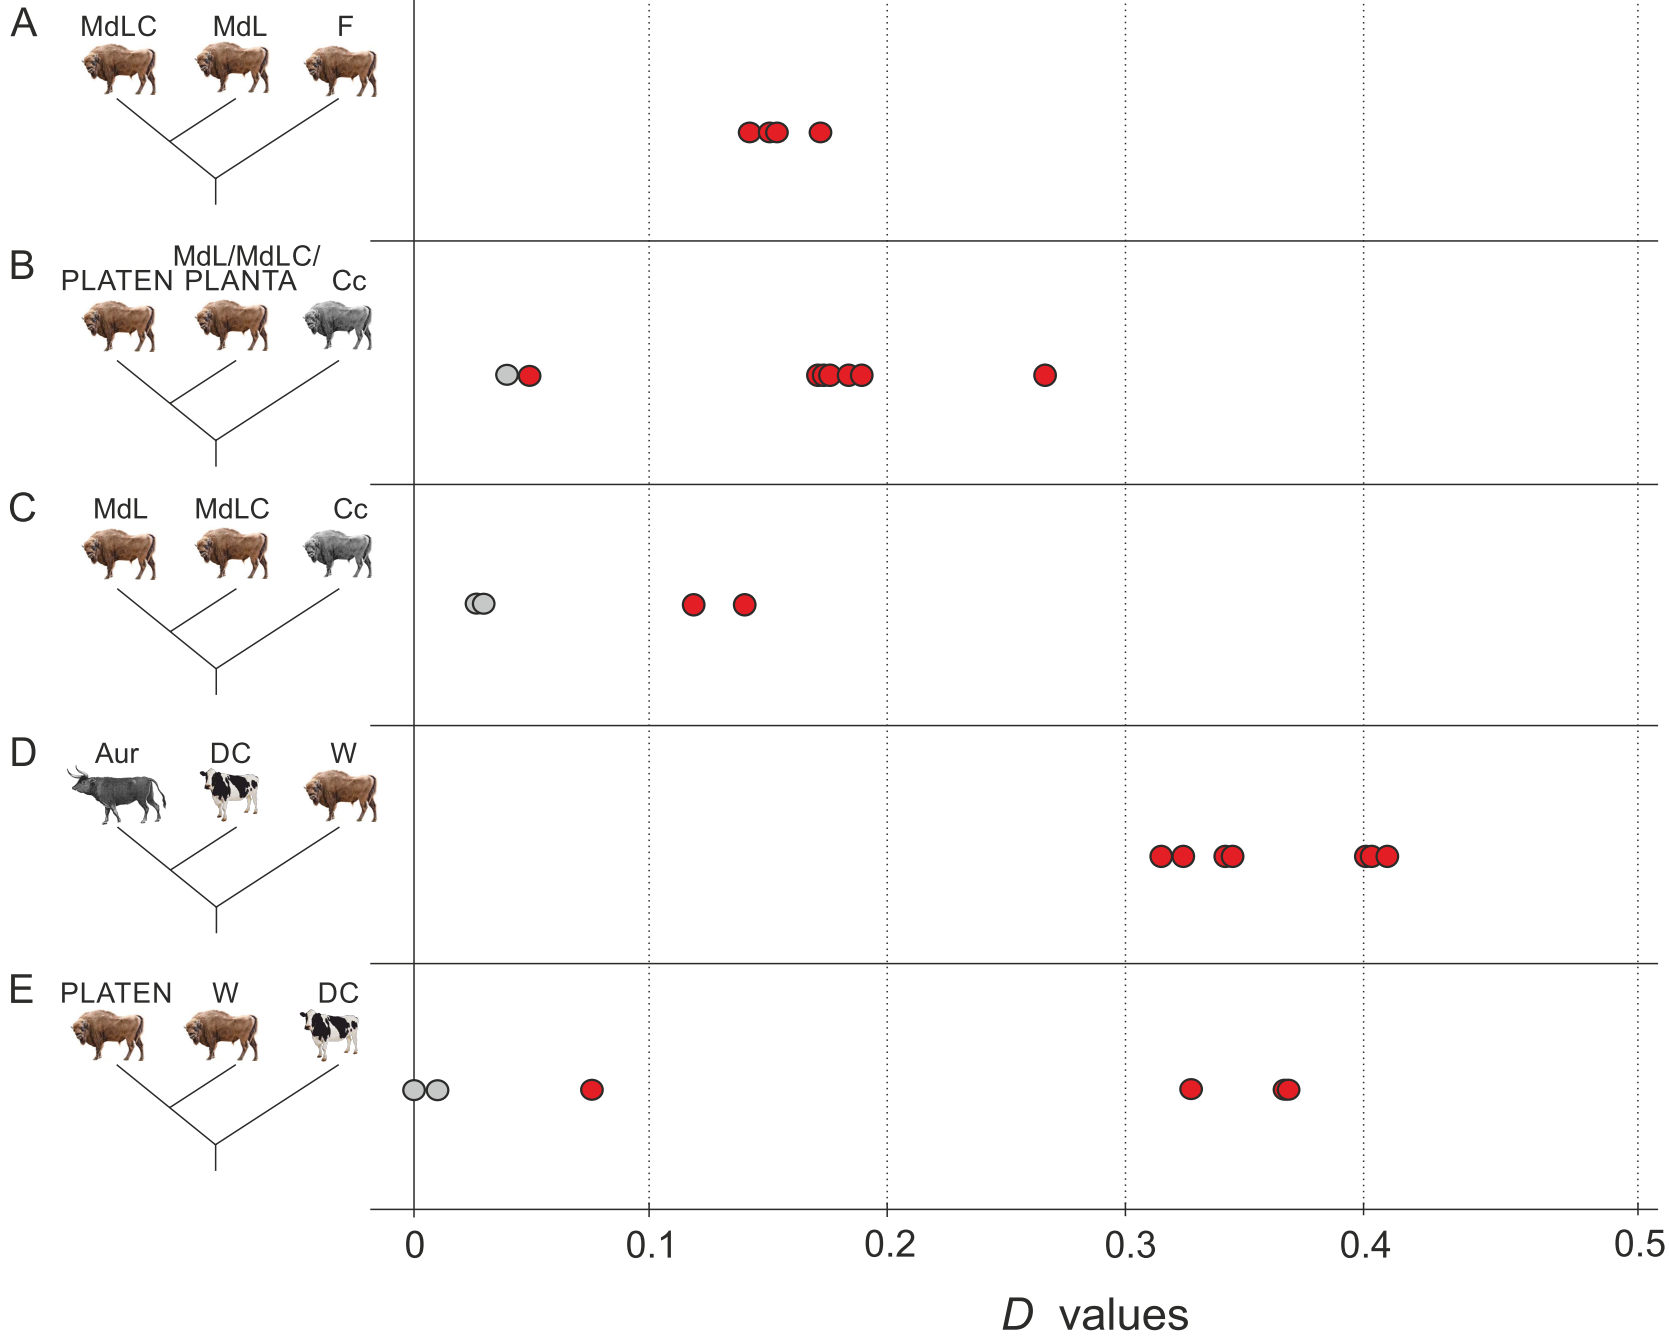 A
MdLC MdL F
B
MdL/MdLC/
PLATEN PLANTA Cc
C
MdL MdLC Cc
D
Aur DC W
E
PLATEN W DC
0 0.1 0.2 0.3 0.4 0.5
D values